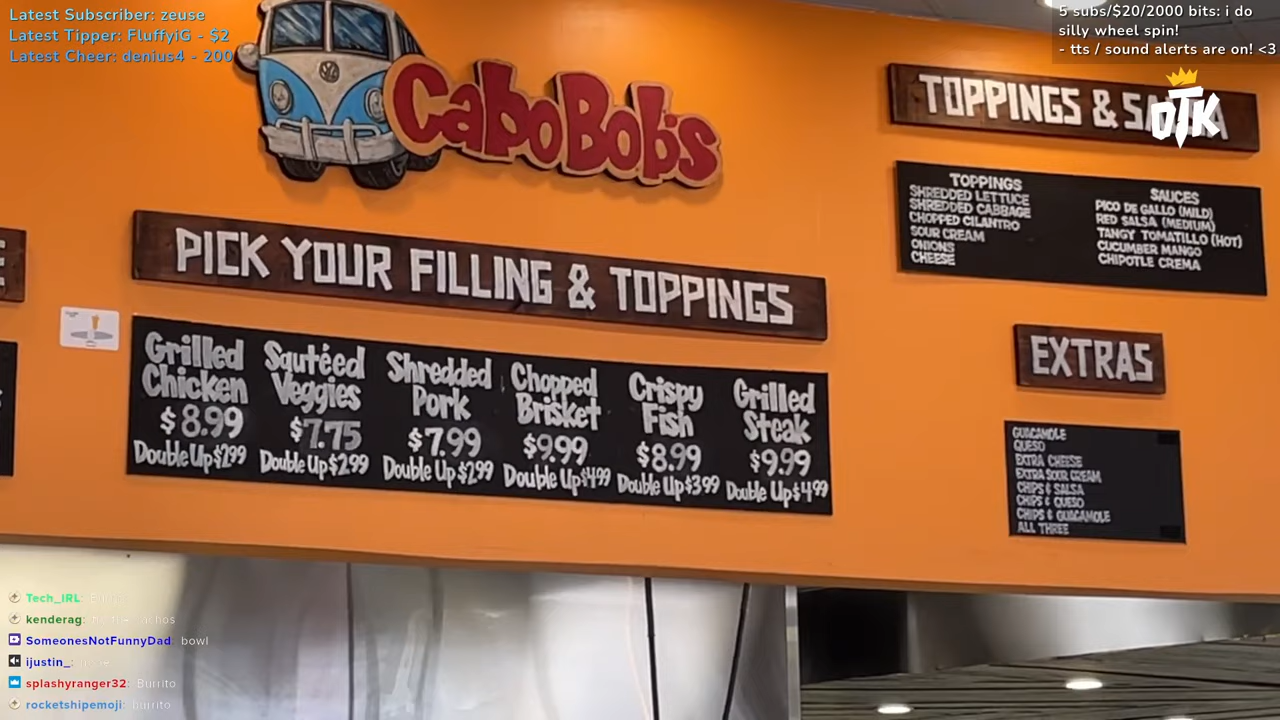 Latest Subscriber: zeuse
Latest Tipper: FluffyiG - $2
Latest Cheer: denius4 - 200
5 subs/$20/2000 bits: i do
silly wheel spin!
- tts / sound alerts are on! <3
CaboBob's
OTK
TOPPINGS & SA
TOPPINGS
SHREDDED LETTUCE
SHREDDED CABBAGE
CHOPPED CILANTRO
SOUR CREAM
ONIONS
CHEESE
SAUCES
PICO DE GALLO (MILD)
RED SALSA (MEDIUM)
TANGY TOMATILLO (HOT)
CUCUMBER MANGO
CHIPOTLE CREMA
PICK YOUR FILLING & TOPPINGS
Grilled
Chicken
$8.99
Double Up $2.99
Sautéed
Veggies
$7.75
Double Up $2.99
Shredded
Pork
$7.99
Double Up $2.99
Chopped
Brisket
$9.99
Double Up $4.99
Crispy
Fish
$8.99
Double Up $3.99
Grilled
Steak
$9.99
Double Up $4.99
EXTRAS
GUACAMOLE
QUESO
EXTRA CHEESE
EXTRA SOUR CREAM
CHIPS & SALSA
CHIPS & QUESO
CHIPS & GUACAMOLE
ALL THREE
Tech_IRL:
kenderag: nachos
SomeonesNotFunnyDad: bowl
ijustin_:
splashyranger32: Burrito
rocketshipemoji: burrito